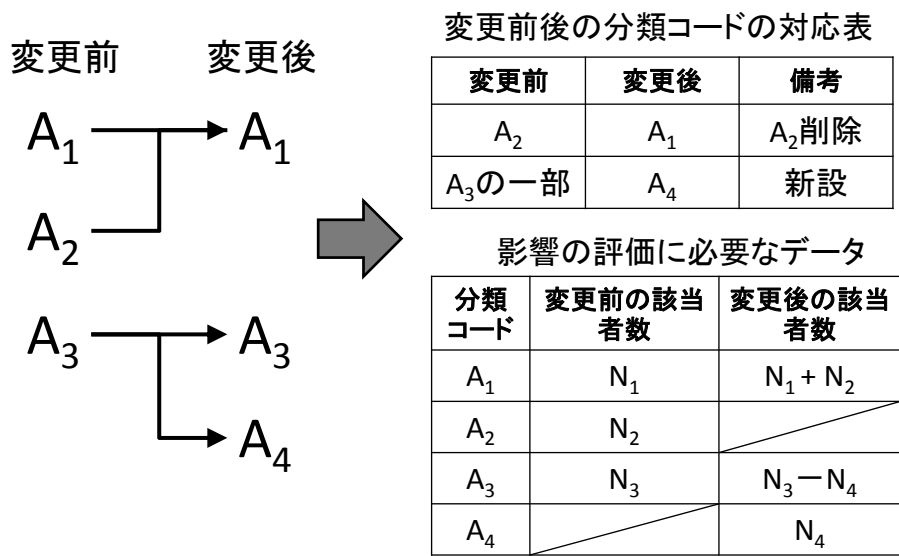 変更前 変更後
A₁ A₁
A₂
A₃ A₃
A₄
変更前後の分類コードの対応表
変更前 変更後 備考
A₂ A₁ A₂削除
A₃の一部 A₄ 新設
影響の評価に必要なデータ
分類 変更前の該当 変更後の該当
コード 者数 者数
A₁ N₁ N₁ + N₂
A₂ N₂
A₃ N₃ N₃ー N₄
A₄ N₄